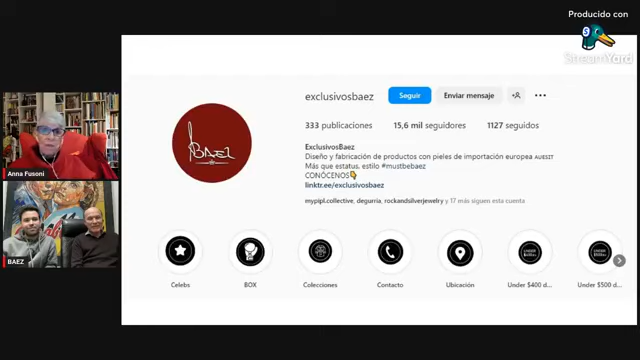 Producido con
StreamYard
exclusivosbaez
Seguir
Enviar mensaje
333 publicaciones
15,6 mil seguidores
1127 seguidos
BAEZ
ExclusivosBaez
Diseño y fabricación de productos con pieles de importación europea
Más que estatus, estilo #mustbebaez
CONÓCENOS👇
linktr.ee/exclusivosbaez
mypipl.collective, degurria, rockandsilverjewelry y 17 más siguen esta cuenta
Anna Fusoni
BAEZ
Celebs
BOX
Colecciones
Contacto
Ubicación
Under $400 d...
Under $500 d...